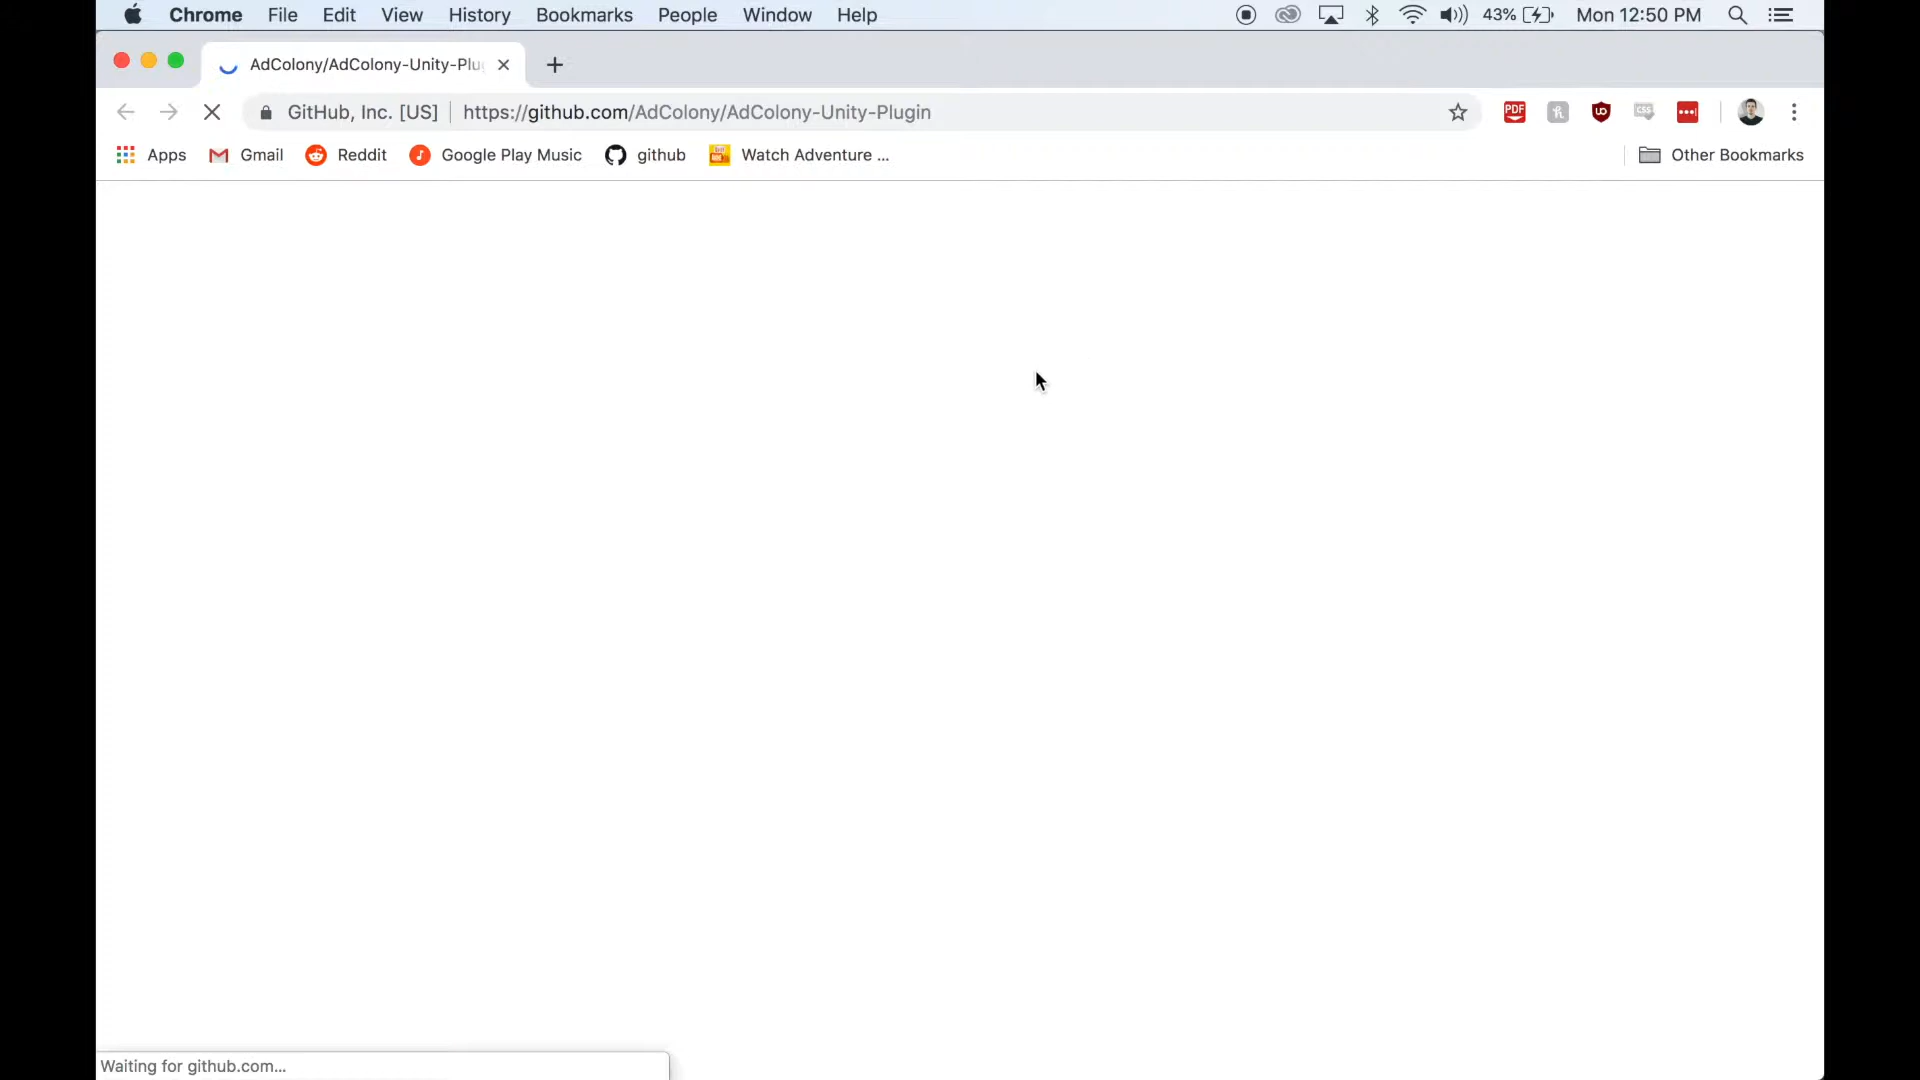 Chrome File Edit View History Bookmarks People Window Help 43% Mon 12:50 PM
AdColony/AdColony-Unity-Plu
GitHub, Inc. [US] https://github.com/AdColony/AdColony-Unity-Plugin PDF CSS
Apps Gmail Reddit Google Play Music github Watch Adventure ... Other Bookmarks
Waiting for github.com...